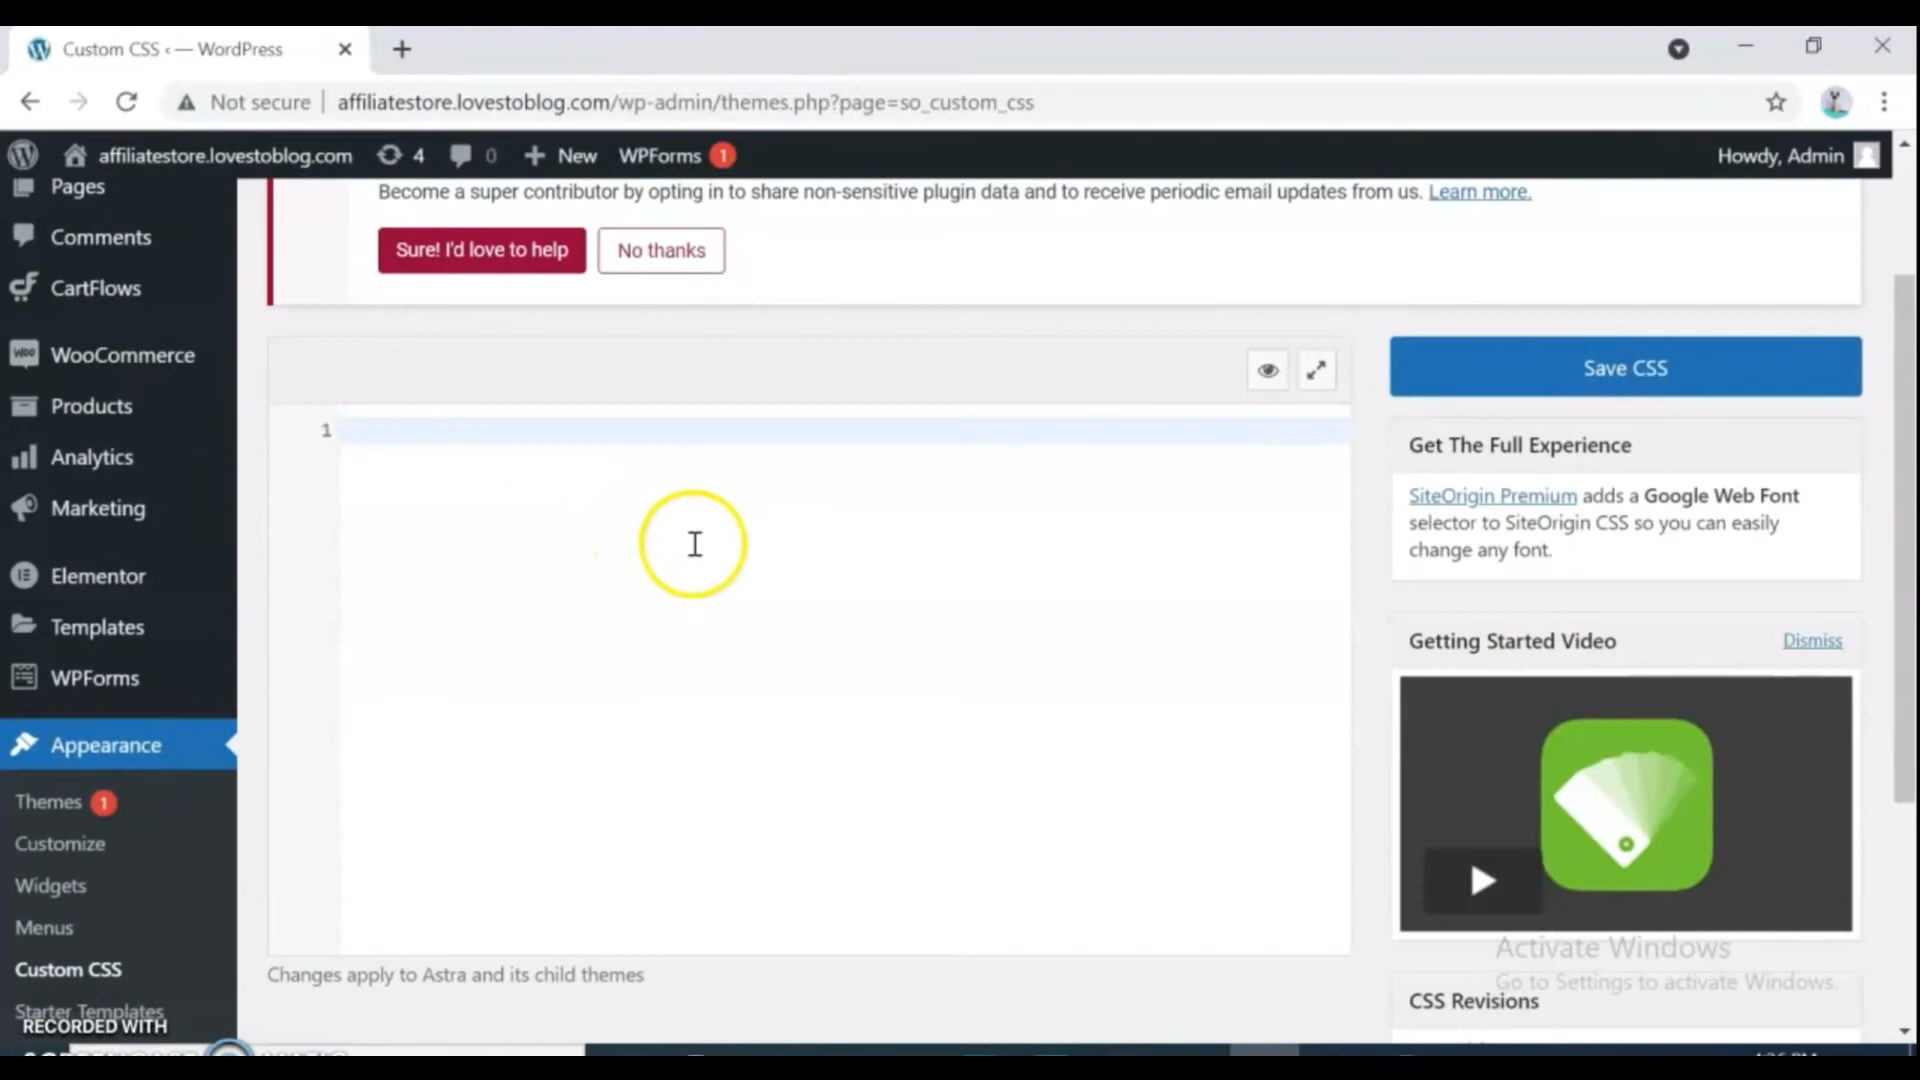 Custom CSS ‹ — WordPress
Not secure
affiliatestore.lovestoblog.com/wp-admin/themes.php?page=so_custom_css
affiliatestore.lovestoblog.com 4 0 New WPForms 1 Howdy, Admin
Pages
Comments
CartFlows
WooCommerce
Products
Analytics
Marketing
Elementor
Templates
WPForms
Appearance
Themes 1
Customize
Widgets
Menus
Custom CSS
Starter Templates
RECORDED WITH
Become a super contributor by opting in to share non-sensitive plugin data and to receive periodic email updates from us. Learn more.
Sure! I'd love to help
No thanks
1
Changes apply to Astra and its child themes
Save CSS
Get The Full Experience
SiteOrigin Premium adds a Google Web Font
selector to SiteOrigin CSS so you can easily
change any font.
Getting Started Video Dismiss
Activate Windows
Go to Settings to activate Windows.
CSS Revisions